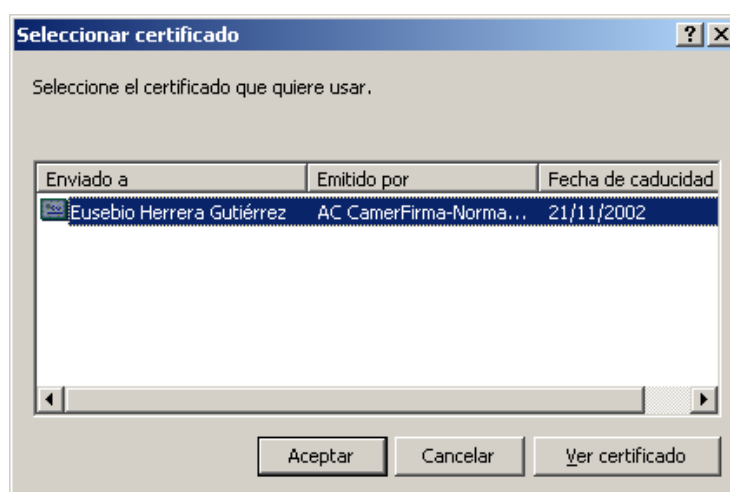 Seleccionar certificado
Seleccione el certificado que quiere usar.
Enviado a Emitido por Fecha de caducidad
Eusebio Herrera Gutiérrez AC CamerFirma-Norma... 21/11/2002
Aceptar Cancelar Ver certificado